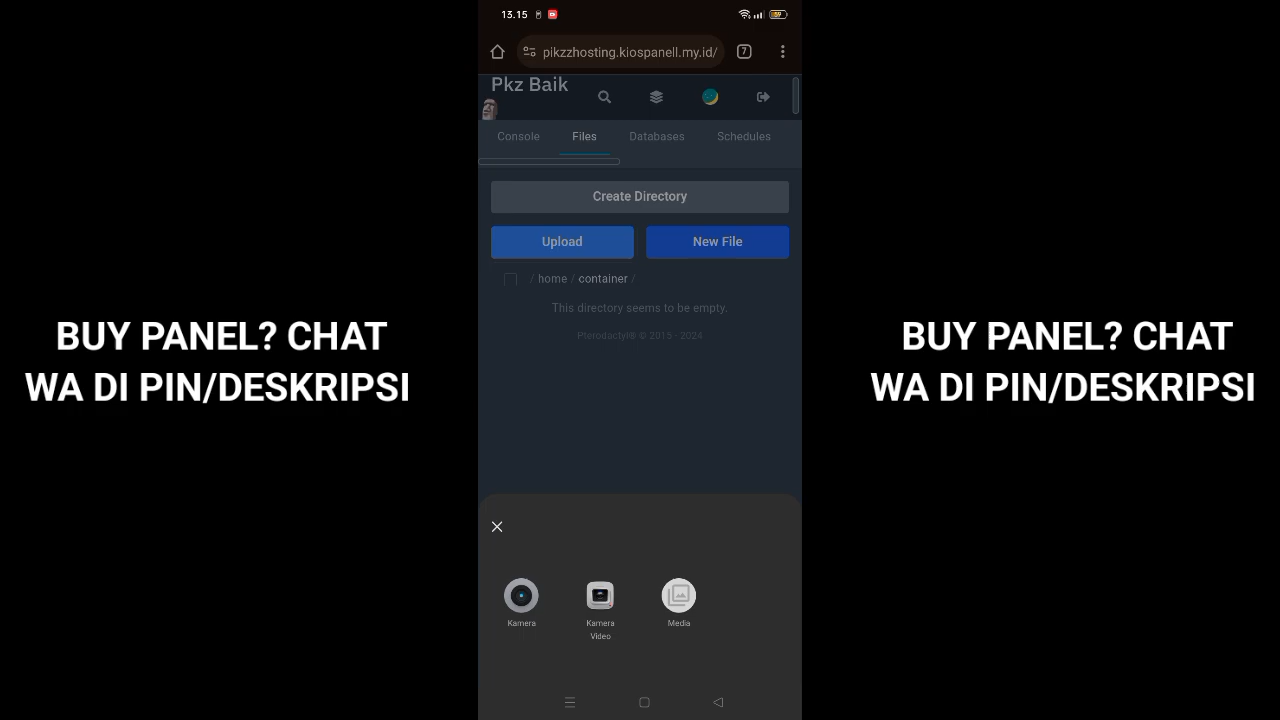 13.15
59
pikzzhosting.kiospanell.my.id/
7
Pkz Baik
Console Files Databases Schedules
Create Directory
Upload New File
/ home / container /
This directory seems to be empty.
Pterodactyl® © 2015 - 2024
BUY PANEL? CHAT
WA DI PIN/DESKRIPSI
BUY PANEL? CHAT
WA DI PIN/DESKRIPSI
Kamera
Kamera
Video
Media